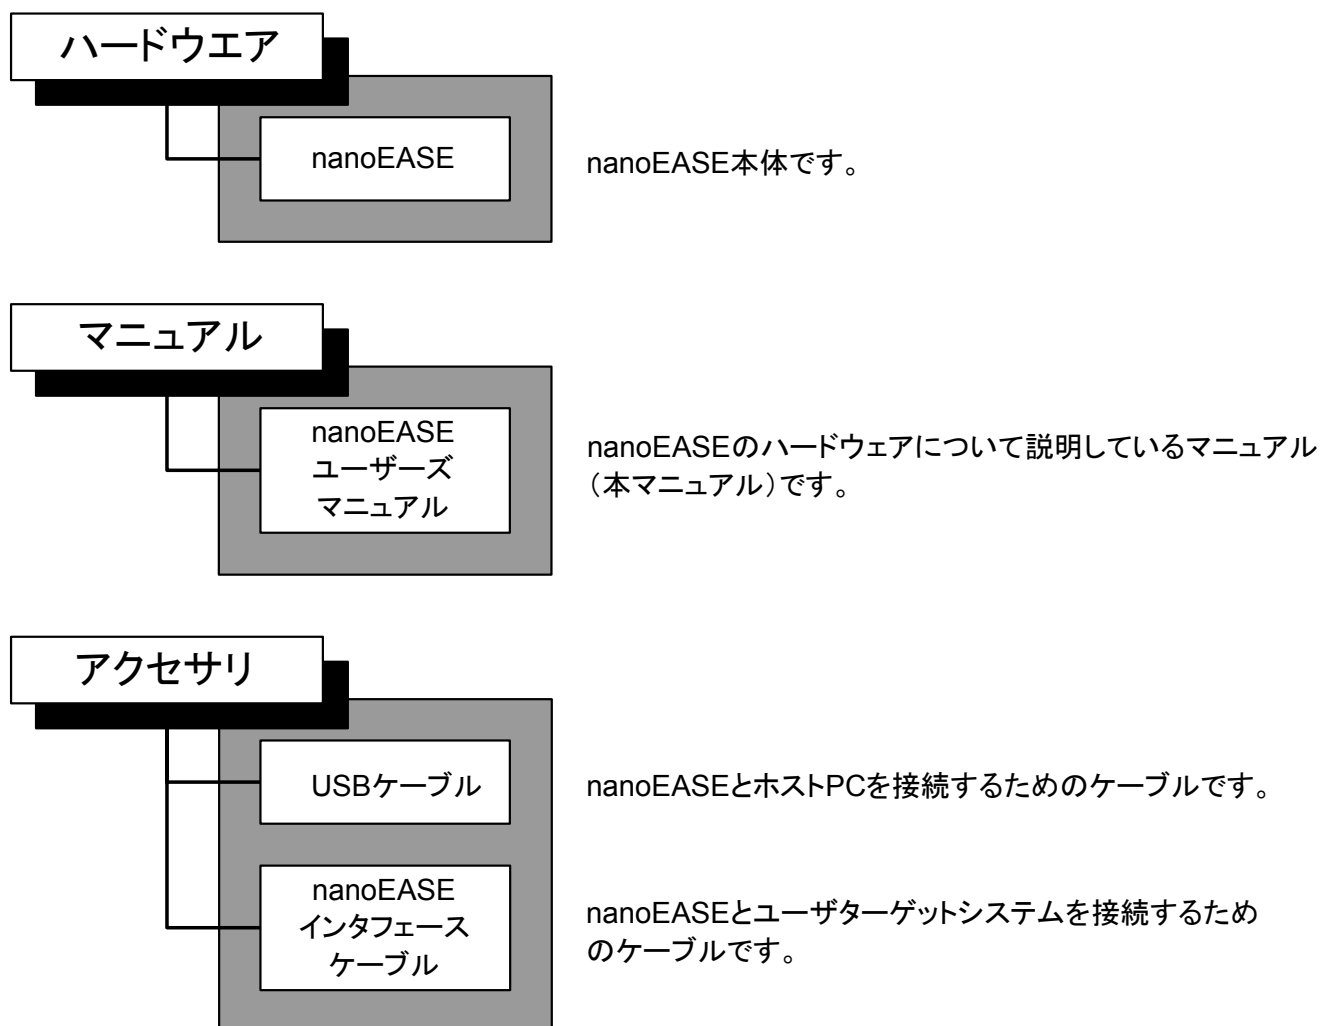 ハードウエア
nanoEASE
nanoEASE本体です。
マニュアル
nanoEASE
ユーザーズ
マニュアル
nanoEASEのハードウェアについて説明しているマニュアル
（本マニュアル）です。
アクセサリ
USBケーブル
nanoEASEとホストPCを接続するためのケーブルです。
nanoEASE
インタフェース
ケーブル
nanoEASEとユーザターゲットシステムを接続するため
のケーブルです。